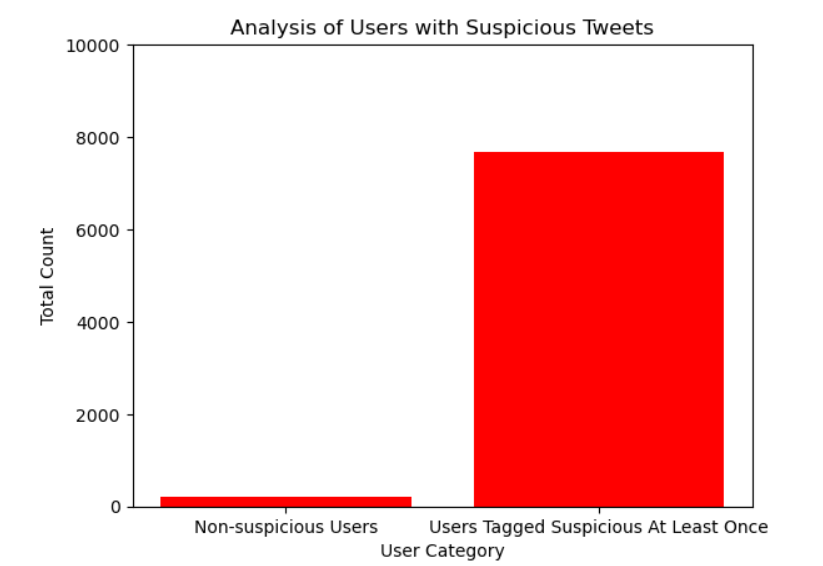 Analysis of Users with Suspicious Tweets
10000
8000
6000
4000
2000
0
Total Count
Non-suspicious Users
Users Tagged Suspicious At Least Once
User Category